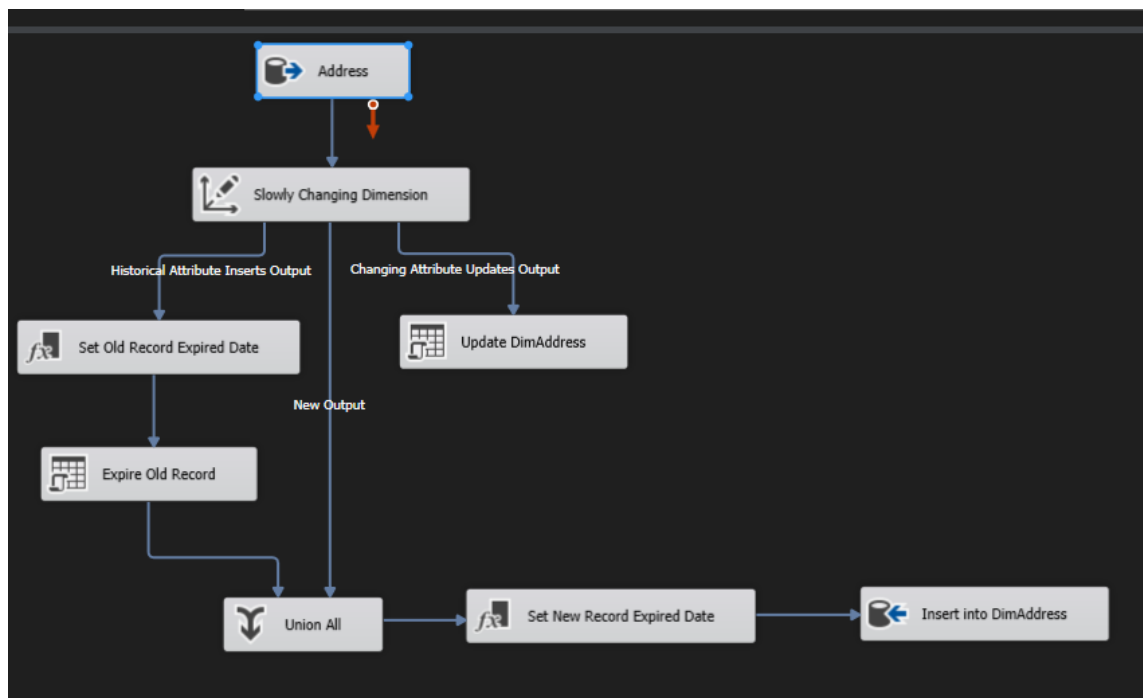 Address
Slowly Changing Dimension
Historical Attribute Inserts Output
Changing Attribute Updates Output
Set Old Record Expired Date
Update DimAddress
New Output
Expire Old Record
Union All
Set New Record Expired Date
Insert into DimAddress